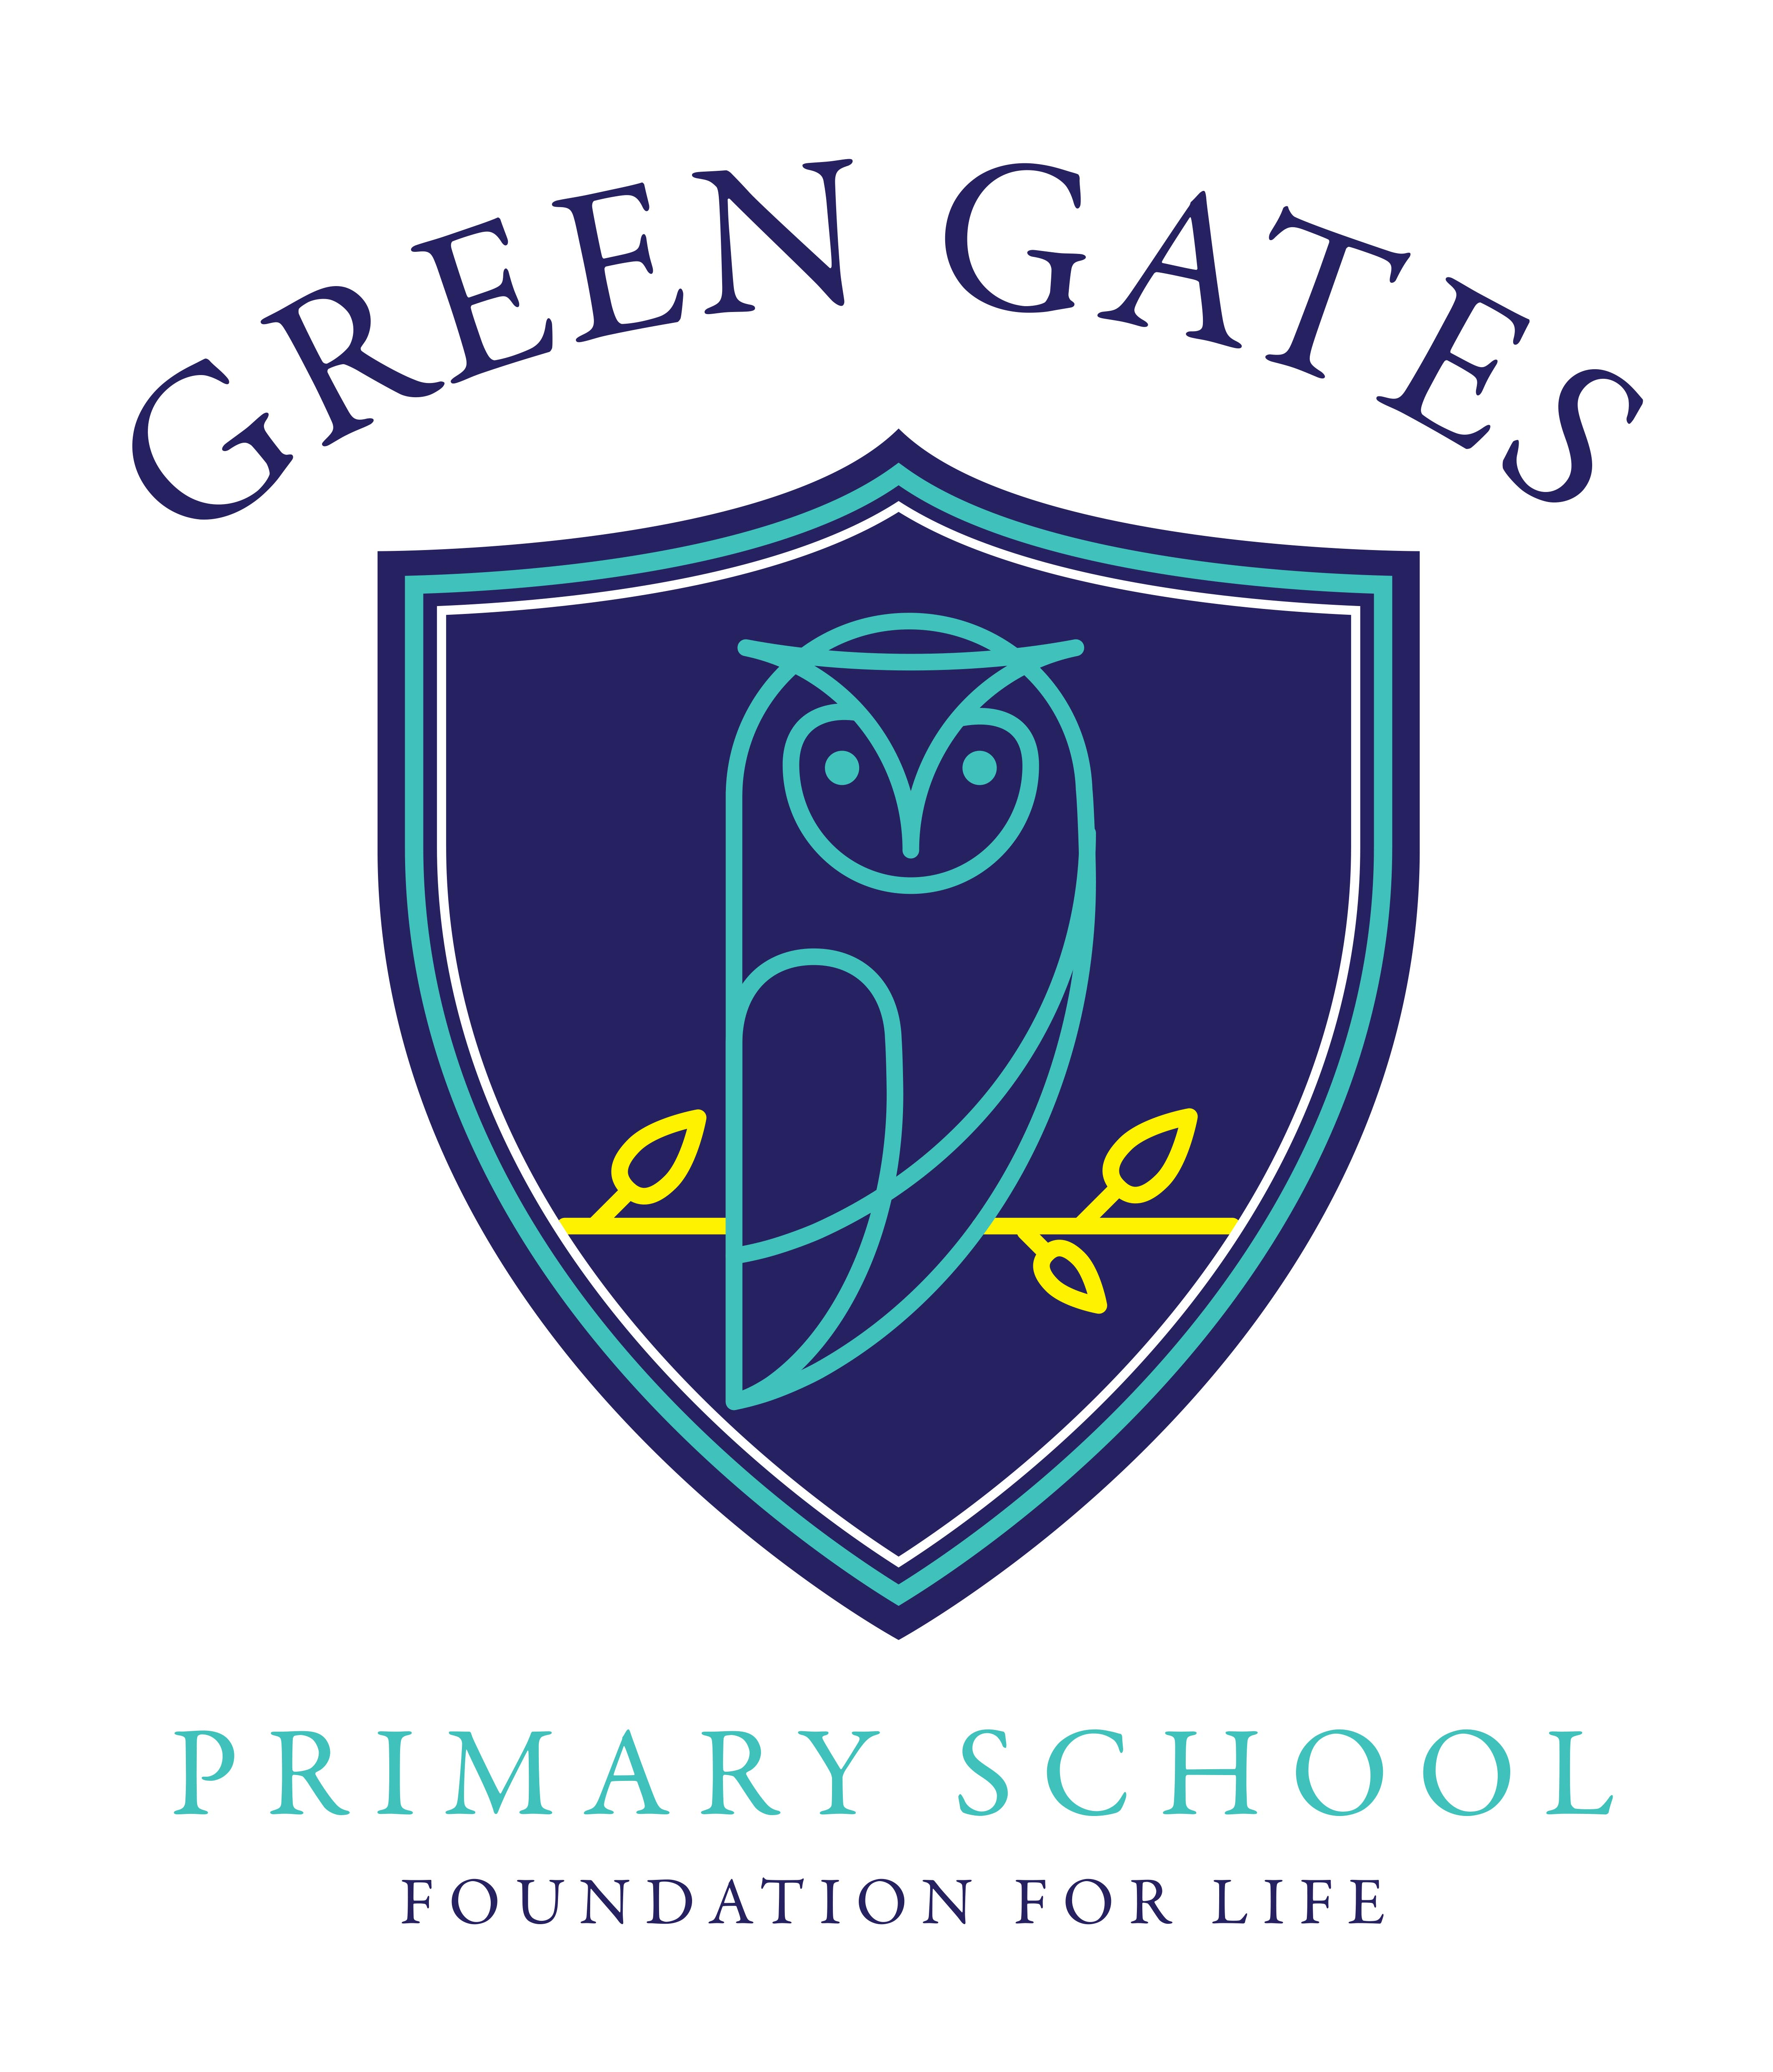 GREEN GATES
PRIMARY SCHOOL
FOUNDATION FOR LIFE